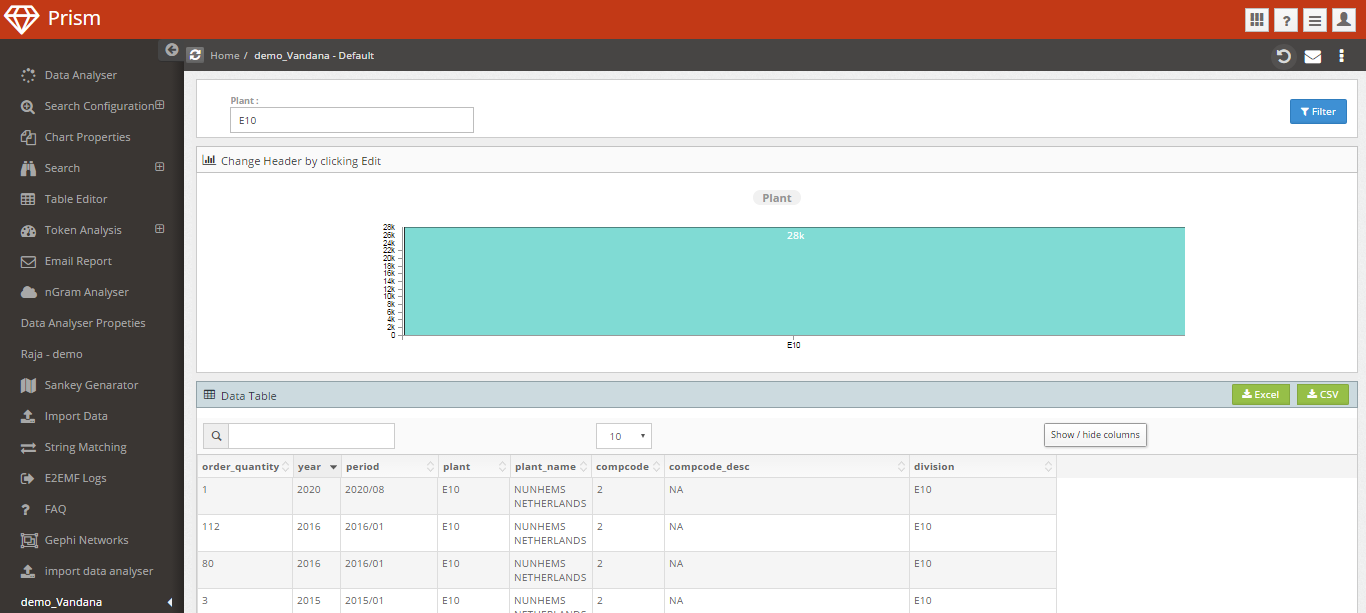 Prism
?
Home / demo_Vandana - Default
Data Analyser
Search Configuration
Chart Properties
Search
Table Editor
Token Analysis
Email Report
nGram Analyser
Data Analyser Propeties
Raja - demo
Sankey Genarator
Import Data
String Matching
E2EMF Logs
? FAQ
Gephi Networks
import data analyser
demo_Vandana
Plant :
E10
Filter
Change Header by clicking Edit
Plant
28k
26k
24k
22k
20k
18k
16k
14k
12k
10k
8k
6k
4k
2k
0
28k
E10
Data Table
Excel CSV
10
Show / hide columns
order_quantity year period plant plant_name compcode compcode_desc division
1 2020 2020/08 E10 NUNHEMS 2 NA E10
NETHERLANDS
112 2016 2016/01 E10 NUNHEMS 2 NA E10
NETHERLANDS
80 2016 2016/01 E10 NUNHEMS 2 NA E10
NETHERLANDS
3 2015 2015/01 E10 NUNHEMS 2 NA E10
NETHERLANDS